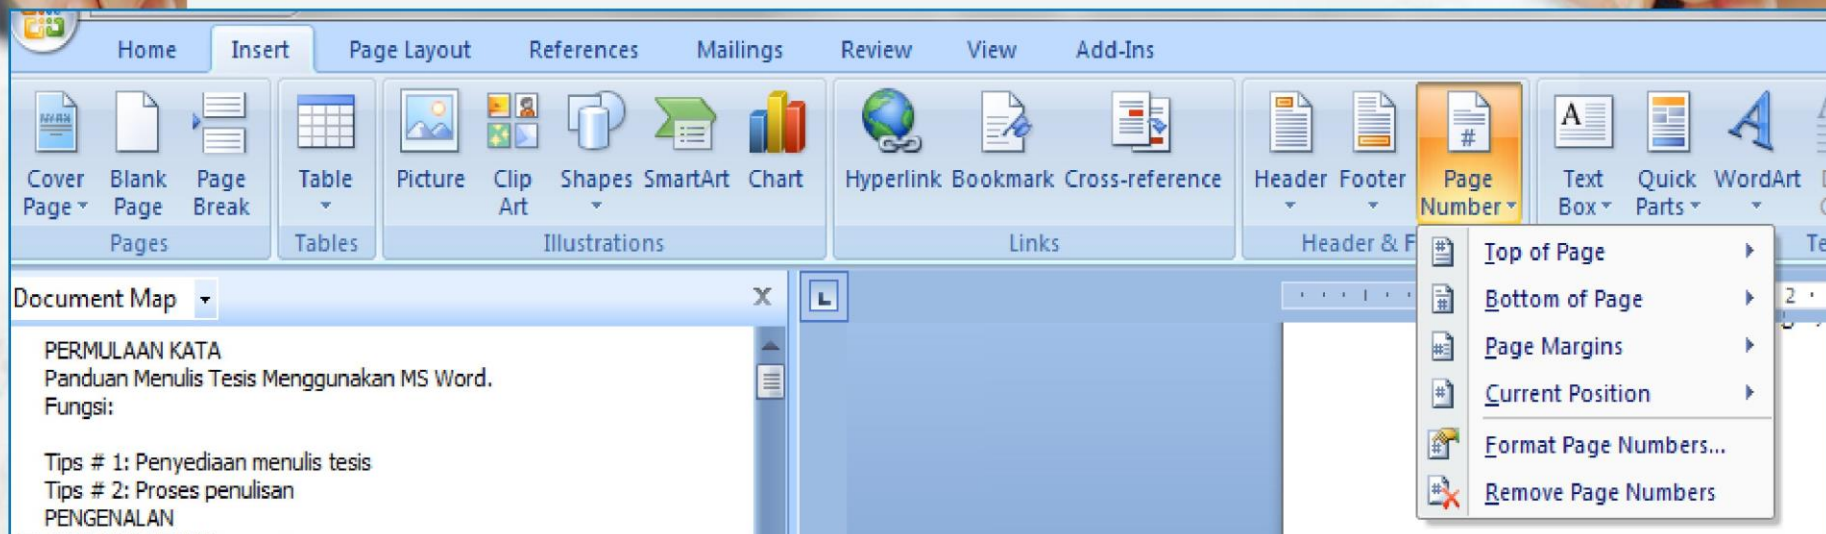 Home Insert Page Layout References Mailings Review View Add-Ins
Cover Blank Page Table Picture Clip Shapes SmartArt Chart Hyperlink Bookmark Cross-reference Header Footer Page Text Quick WordArt
Page Page Break Art Number Box Parts
Pages Tables Illustrations Links Header & F
Top of Page
Bottom of Page
Page Margins
Current Position
Format Page Numbers...
Remove Page Numbers
Document Map
2
PERMULAAN KATA
Panduan Menulis Tesis Menggunakan MS Word.
Fungsi:
Tips # 1: Penyediaan menulis tesis
Tips # 2: Proses penulisan
PENGENALAN